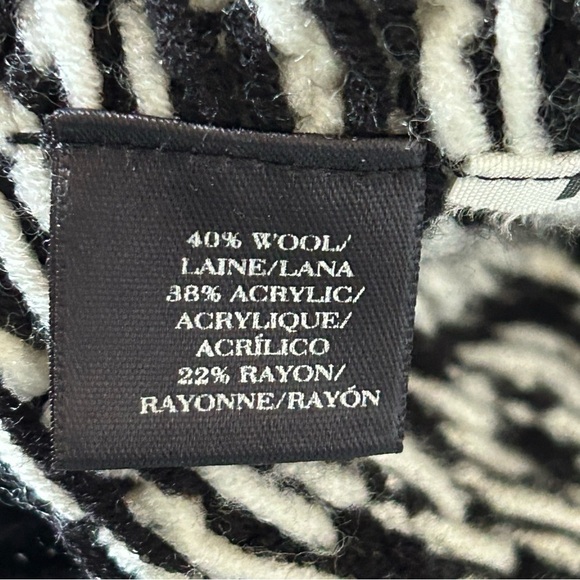 40% WOOL/
LAINE/LANA
38% ACRYLIC/
ACRYLIQUE/
ACRÍLICO
22% RAYON/
RAYONNE/RAYÓN